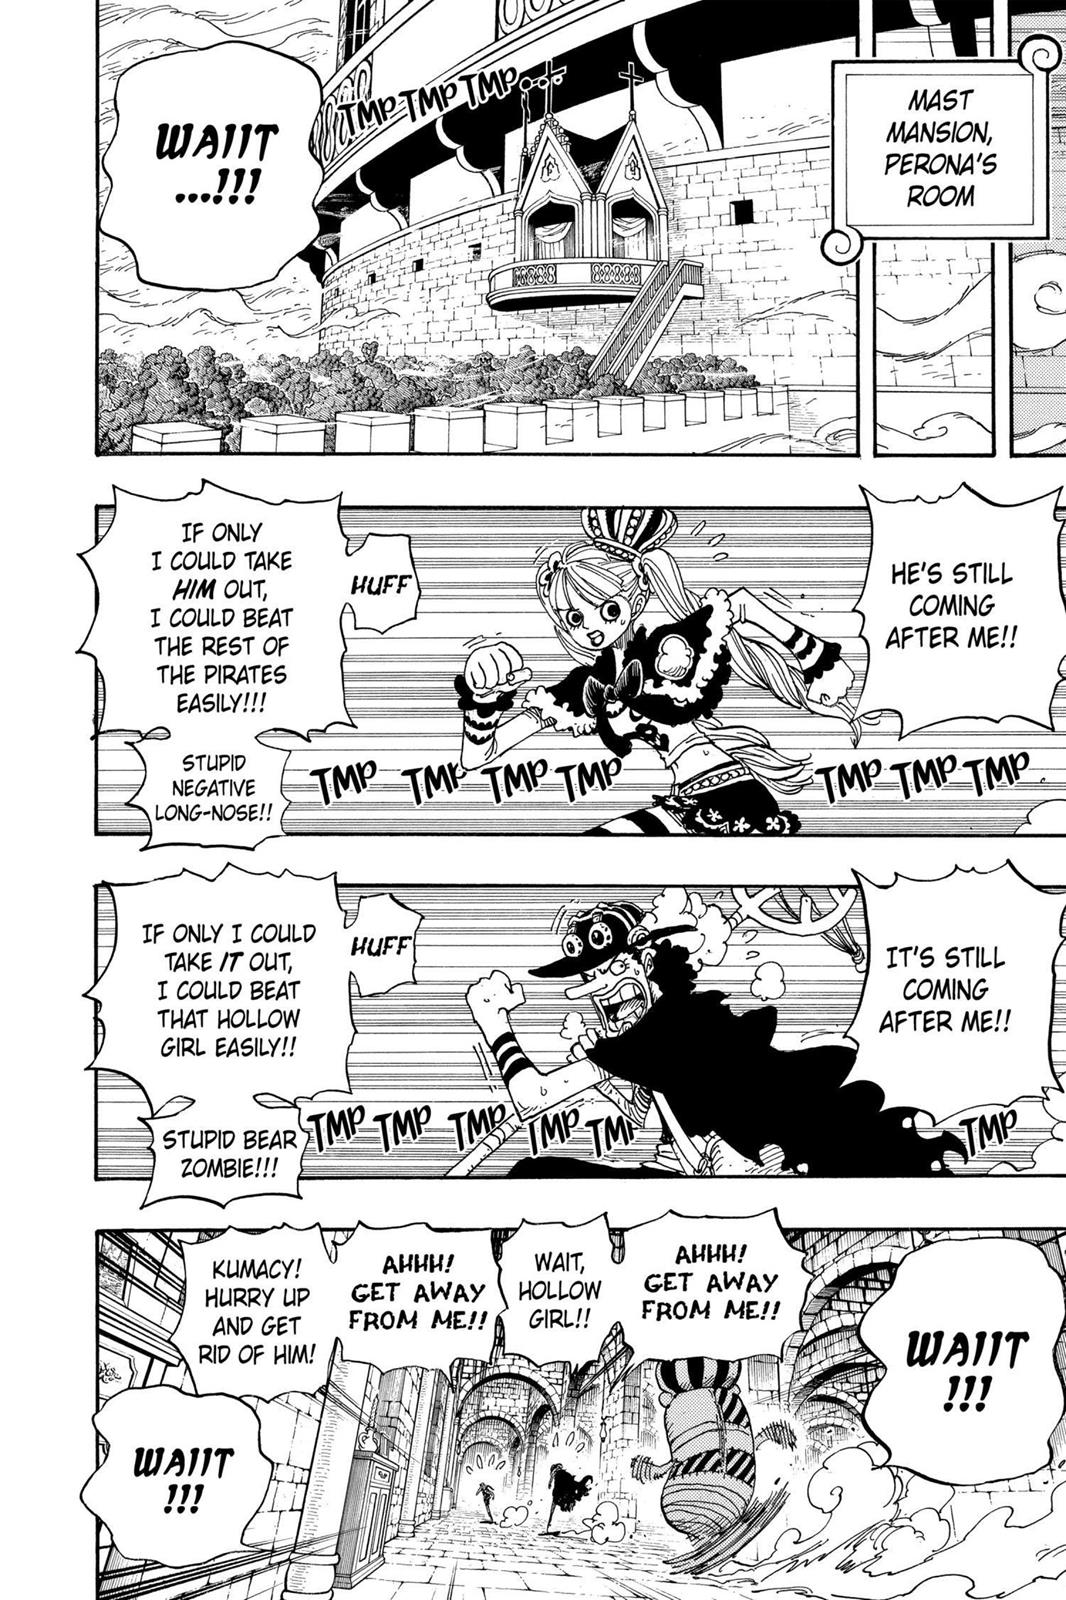 MAST
MANSION,
PERONA'S
ROOM
TMP TMP TMP
WAIIT
...!!!
HE'S STILL
COMING
AFTER ME!!
HUFF
IF ONLY
I COULD TAKE
HIM OUT,
I COULD BEAT
THE REST OF
THE PIRATES
EASILY!!!
STUPID
NEGATIVE
LONG-NOSE!!
TMP TMP TMP TMP TMP TMP TMP
IT'S STILL
COMING
AFTER ME!!
HUFF
IF ONLY I COULD
TAKE IT OUT,
I COULD BEAT
THAT HOLLOW
GIRL EASILY!!
STUPID BEAR
ZOMBIE!!!
TMP TMP TMP TMP TMP TMP
WAIIT
!!!
AHHH!
GET AWAY
FROM ME!!
WAIT,
HOLLOW
GIRL!!
AHHH!
GET AWAY
FROM ME!!
KUMACY!
HURRY UP
AND GET
RID OF HIM!
WAIIT
!!!